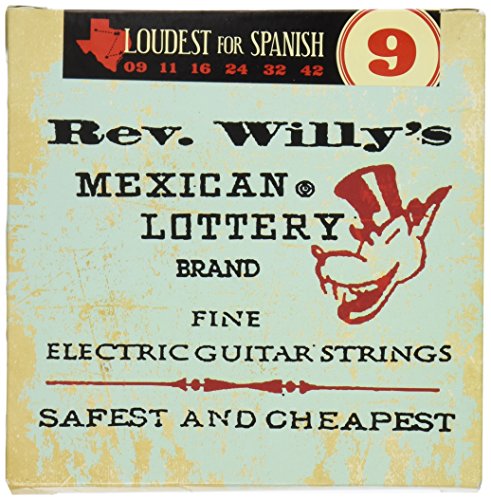 LOUDEST FOR SPANISH
09 11 16 24 32 42
9
Rev. Willy's
MEXICAN
LOTTERY
BRAND
FINE
ELECTRIC GUITAR STRINGS
SAFEST AND CHEAPEST